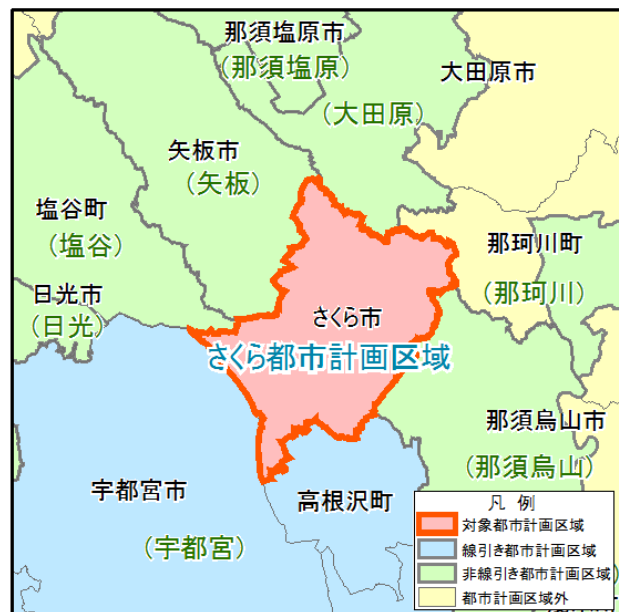 那須塩原市
(那須塩原)
大田原市
(大田原)
矢板市
(矢板)
塩谷町
(塩谷)
那珂川町
(那珂川)
日光市
(日光)
さくら市
さくら都市計画区域
那須烏山市
(那須烏山)
宇都宮市
(宇都宮)
高根沢町
凡 例
対象都市計画区域
線引き都市計画区域
非線引き都市計画区域
都市計画区域外